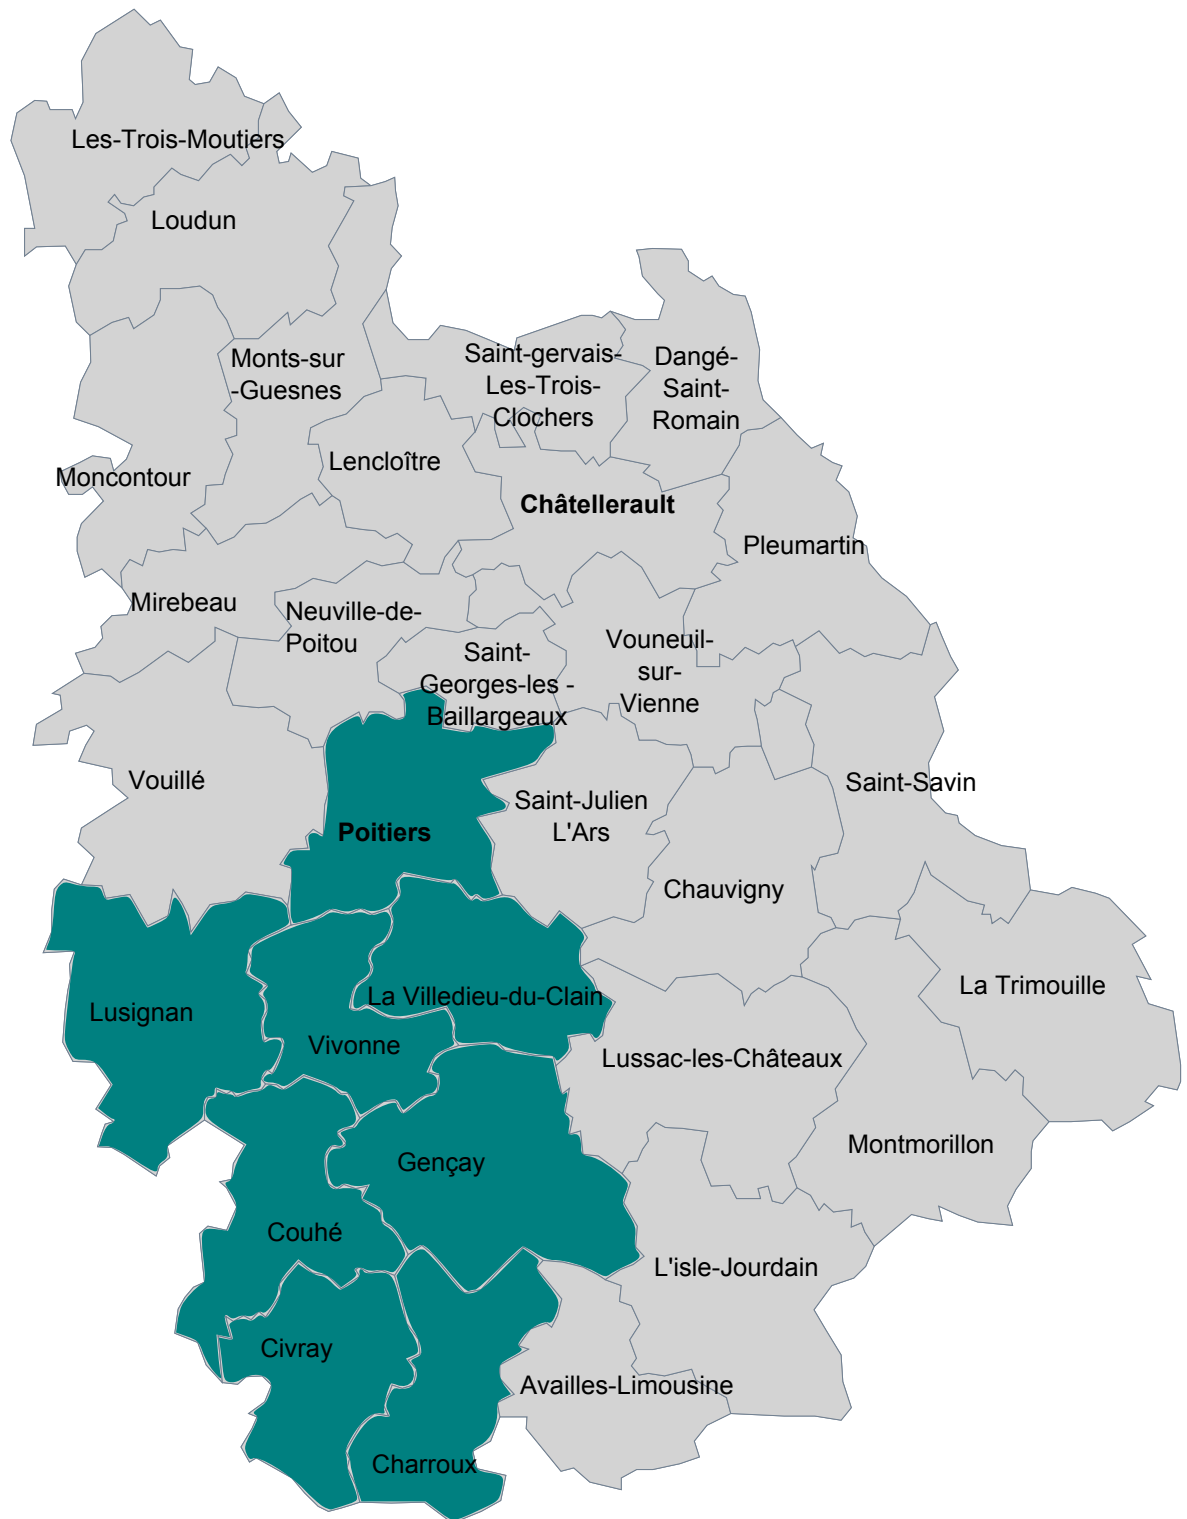 Les-Trois-Moutiers
Loudun
Monts-sur
-Guesnes
Saint-gervais-
Les-Trois-
Clochers
Dangé-
Saint-
Romain
Moncontour
Lencloître
Châtellerault
Pleumartin
Mirebeau
Neuville-de-
Poitou
Saint-
Georges-les -
Baillargeaux
Vouneuil-
sur-
Vienne
Vouillé
Poitiers
Saint-Julien
L'Ars
Saint-Savin
Chauvigny
La Trimouille
Lusignan
La Villedieu-du-Clain
Vivonne
Lussac-les-Châteaux
Montmorillon
Gençay
Couhé
L'isle-Jourdain
Civray
Availles-Limousine
Charroux